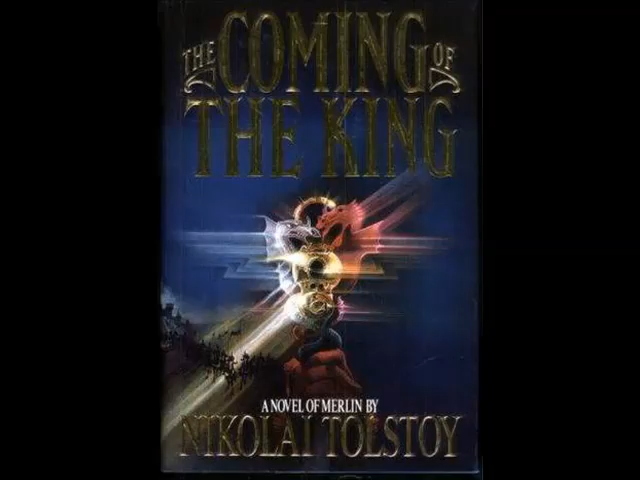 THE COMING OF
THE KING
A NOVEL OF MERLIN BY
NIKOLAI TOLSTOY